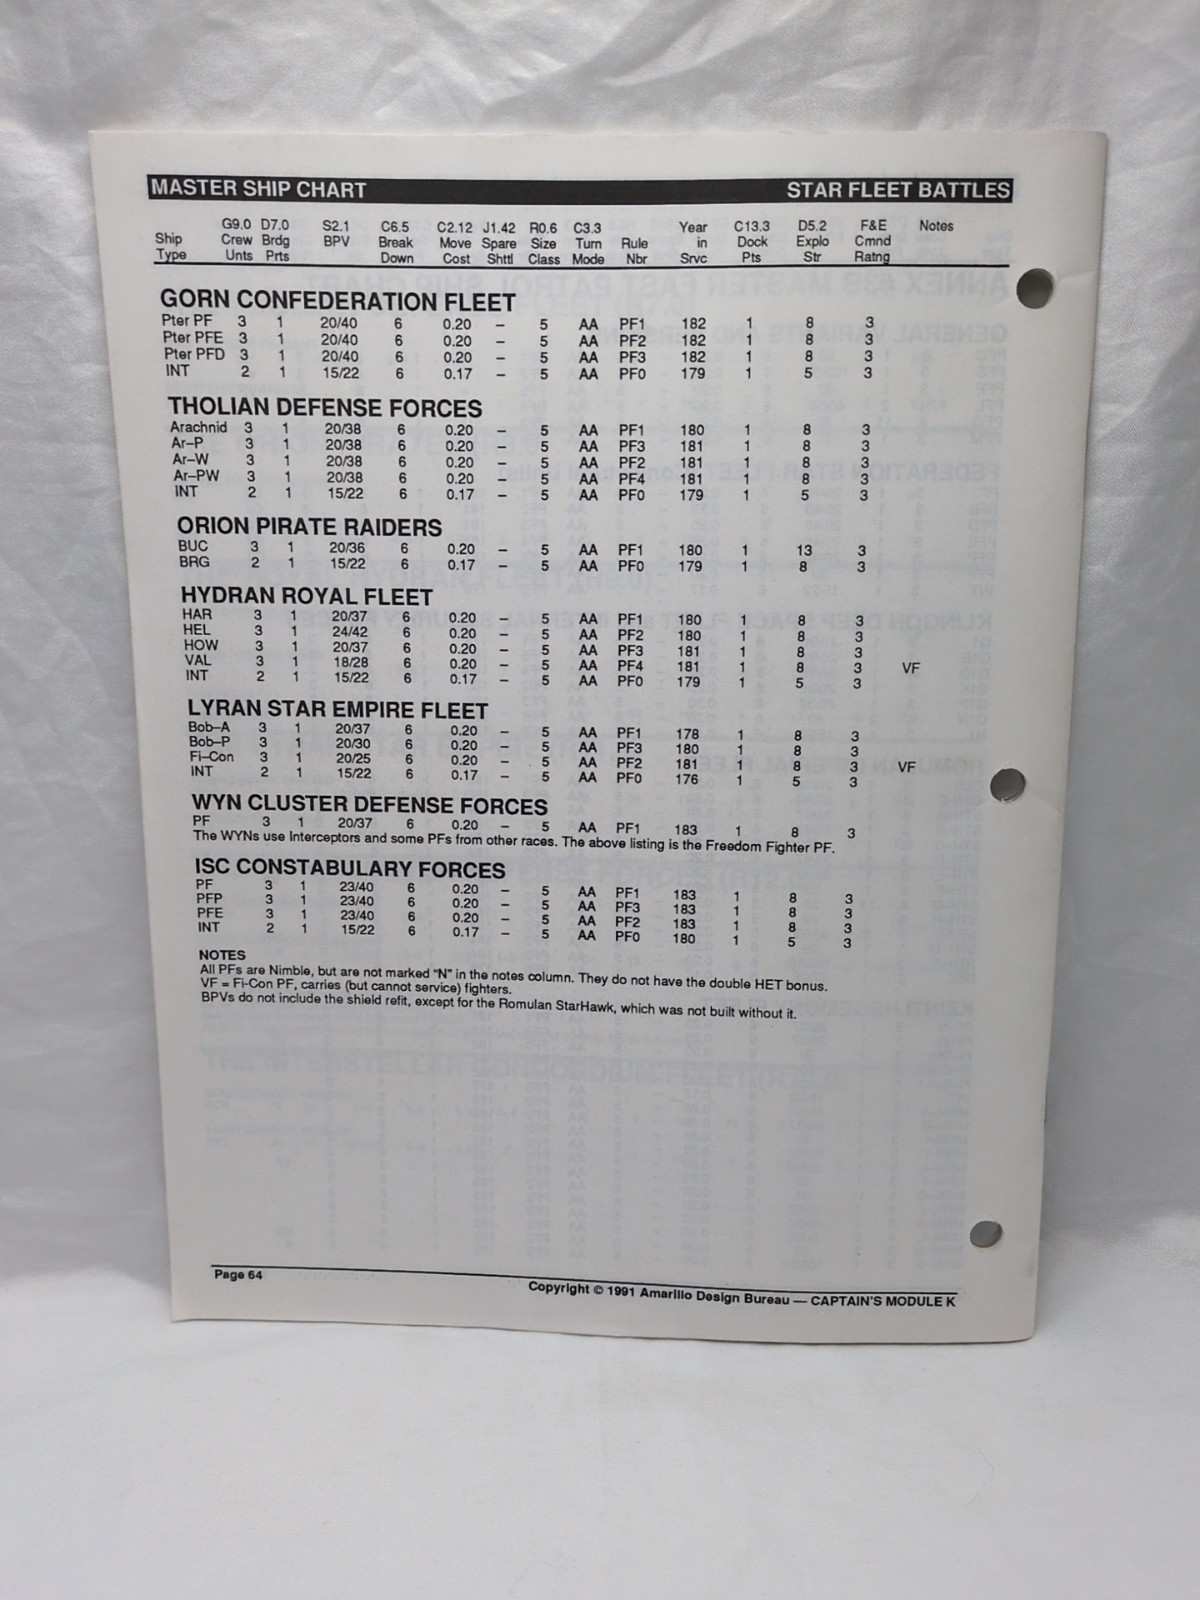 MASTER SHIP CHART STAR FLEET BATTLES
G9.0 D7.0 S2.1 C6.5 C2.12 J1.42 R0.6 C3.3 Year C13.3 D5.2 F&E Notes
Ship Crew Brdg BPV Break Move Spare Size Turn Rule in Dock Explo Cmnd
Type Unts Prts Down Cost Shttl Class Mode Nbr Srvc Pts Str Ratng
GORN CONFEDERATION FLEET
Pter PF 3 1 20/40 6 0.20 – 5 AA PF1 182 1 8 3
Pter PFE 3 1 20/40 6 0.20 – 5 AA PF2 182 1 8 3
Pter PFD 3 1 20/40 6 0.20 – 5 AA PF3 182 1 8 3
INT 2 1 15/22 6 0.17 – 5 AA PF0 179 1 5 3
THOLIAN DEFENSE FORCES
Arachnid 3 1 20/38 6 0.20 – 5 AA PF1 180 1 8 3
Ar–P 3 1 20/38 6 0.20 – 5 AA PF3 181 1 8 3
Ar–W 3 1 20/38 6 0.20 – 5 AA PF2 181 1 8 3
Ar–PW 3 1 20/38 6 0.20 – 5 AA PF4 181 1 8 3
INT 2 1 15/22 6 0.17 – 5 AA PF0 179 1 5 3
ORION PIRATE RAIDERS
BUC 3 1 20/36 6 0.20 – 5 AA PF1 180 1 13 3
BRG 2 1 15/22 6 0.17 – 5 AA PF0 179 1 8 3
HYDRAN ROYAL FLEET
HAR 3 1 20/37 6 0.20 – 5 AA PF1 180 1 8 3
HEL 3 1 24/42 6 0.20 – 5 AA PF2 180 1 8 3
HOW 3 1 20/37 6 0.20 – 5 AA PF3 181 1 8 3
VAL 3 1 18/28 6 0.20 – 5 AA PF4 181 1 8 3 VF
INT 2 1 15/22 6 0.17 – 5 AA PF0 179 1 5 3
LYRAN STAR EMPIRE FLEET
Bob–A 3 1 20/37 6 0.20 – 5 AA PF1 178 1 8 3
Bob–P 3 1 20/30 6 0.20 – 5 AA PF3 180 1 8 3
Fi–Con 3 1 20/25 6 0.20 – 5 AA PF2 181 1 8 3 VF
INT 2 1 15/22 6 0.17 – 5 AA PF0 176 1 5 3
WYN CLUSTER DEFENSE FORCES
PF 3 1 20/37 6 0.20 – 5 AA PF1 183 1 8 3
The WYNs use Interceptors and some PFs from other races. The above listing is the Freedom Fighter PF.
ISC CONSTABULARY FORCES
PF 3 1 23/40 6 0.20 – 5 AA PF1 183 1 8 3
PFP 3 1 23/40 6 0.20 – 5 AA PF3 183 1 8 3
PFE 3 1 23/40 6 0.20 – 5 AA PF2 183 1 8 3
INT 2 1 15/22 6 0.17 – 5 AA PF0 180 1 5 3
NOTES
All PFs are Nimble, but are not marked "N" in the notes column. They do not have the double HET bonus.
VF = Fi-Con PF, carries (but cannot service) fighters.
BPVs do not include the shield refit, except for the Romulan StarHawk, which was not built without it.
Page 64
Copyright © 1991 Amarillo Design Bureau — CAPTAIN'S MODULE K